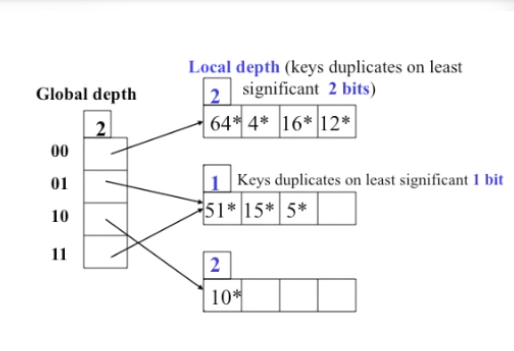 Local depth (keys duplicates on least
significant 2 bits)
Global depth
2
2
64* 4* 16* 12*
00
01
10
11
1 Keys duplicates on least significant 1 bit
51* 15* 5*
2
10*